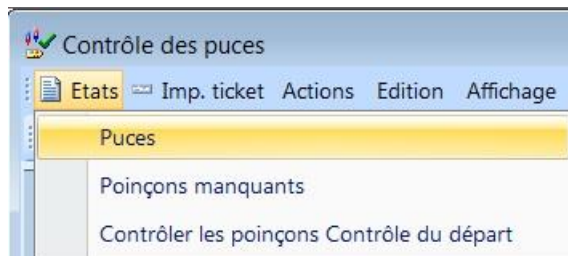 Contrôle des puces
Etats Imp. ticket Actions Edition Affichage
Puces
Poinçons manquants
Contrôler les poinçons Contrôle du départ